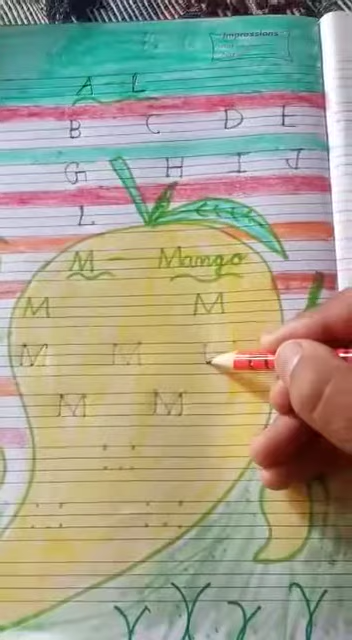 Impressions
A L
B C D E
G H I J
L
M - Mango
M M
M M
M M